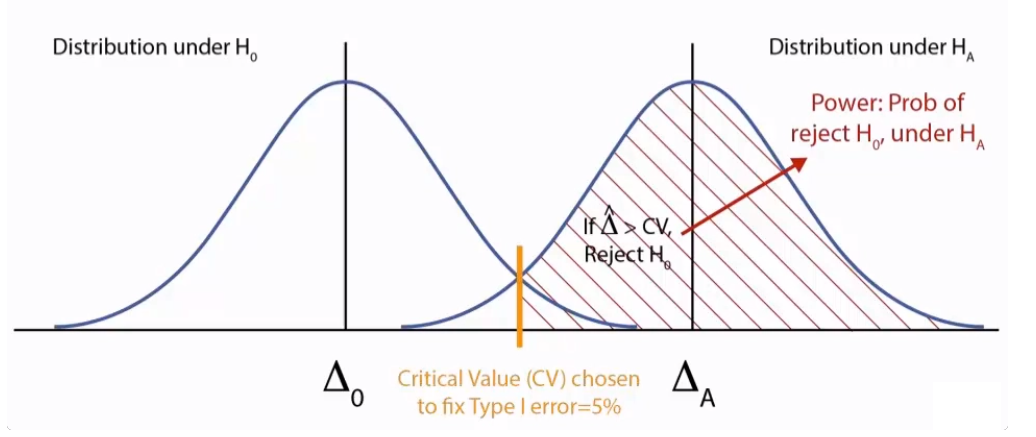 Distribution under H₀
Distribution under Hₐ
Power: Prob of
reject H₀, under Hₐ
If Δ̂ > CV,
Reject H₀
Δ₀
Critical Value (CV) chosen
to fix Type I error=5%
Δₐ